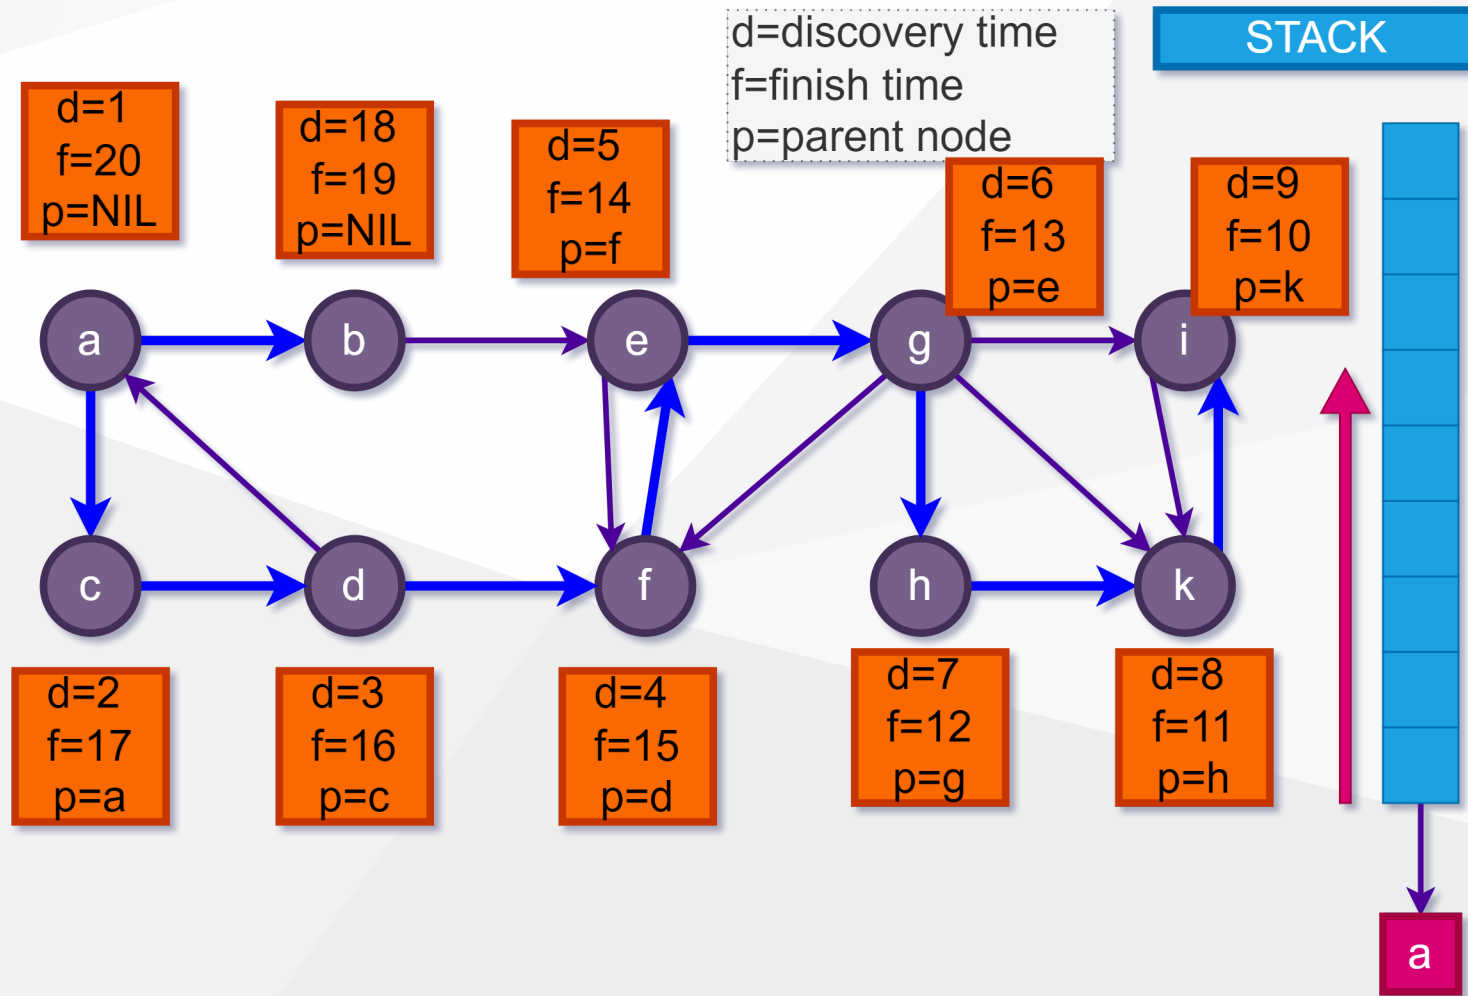 d=discovery time
f=finish time
p=parent node
STACK
d=1
f=20
p=NIL
d=18
f=19
p=NIL
d=5
f=14
p=f
d=6
f=13
p=e
d=9
f=10
p=k
a
b
e
g
i
c
d
f
h
k
d=2
f=17
p=a
d=3
f=16
p=c
d=4
f=15
p=d
d=7
f=12
p=g
d=8
f=11
p=h
a